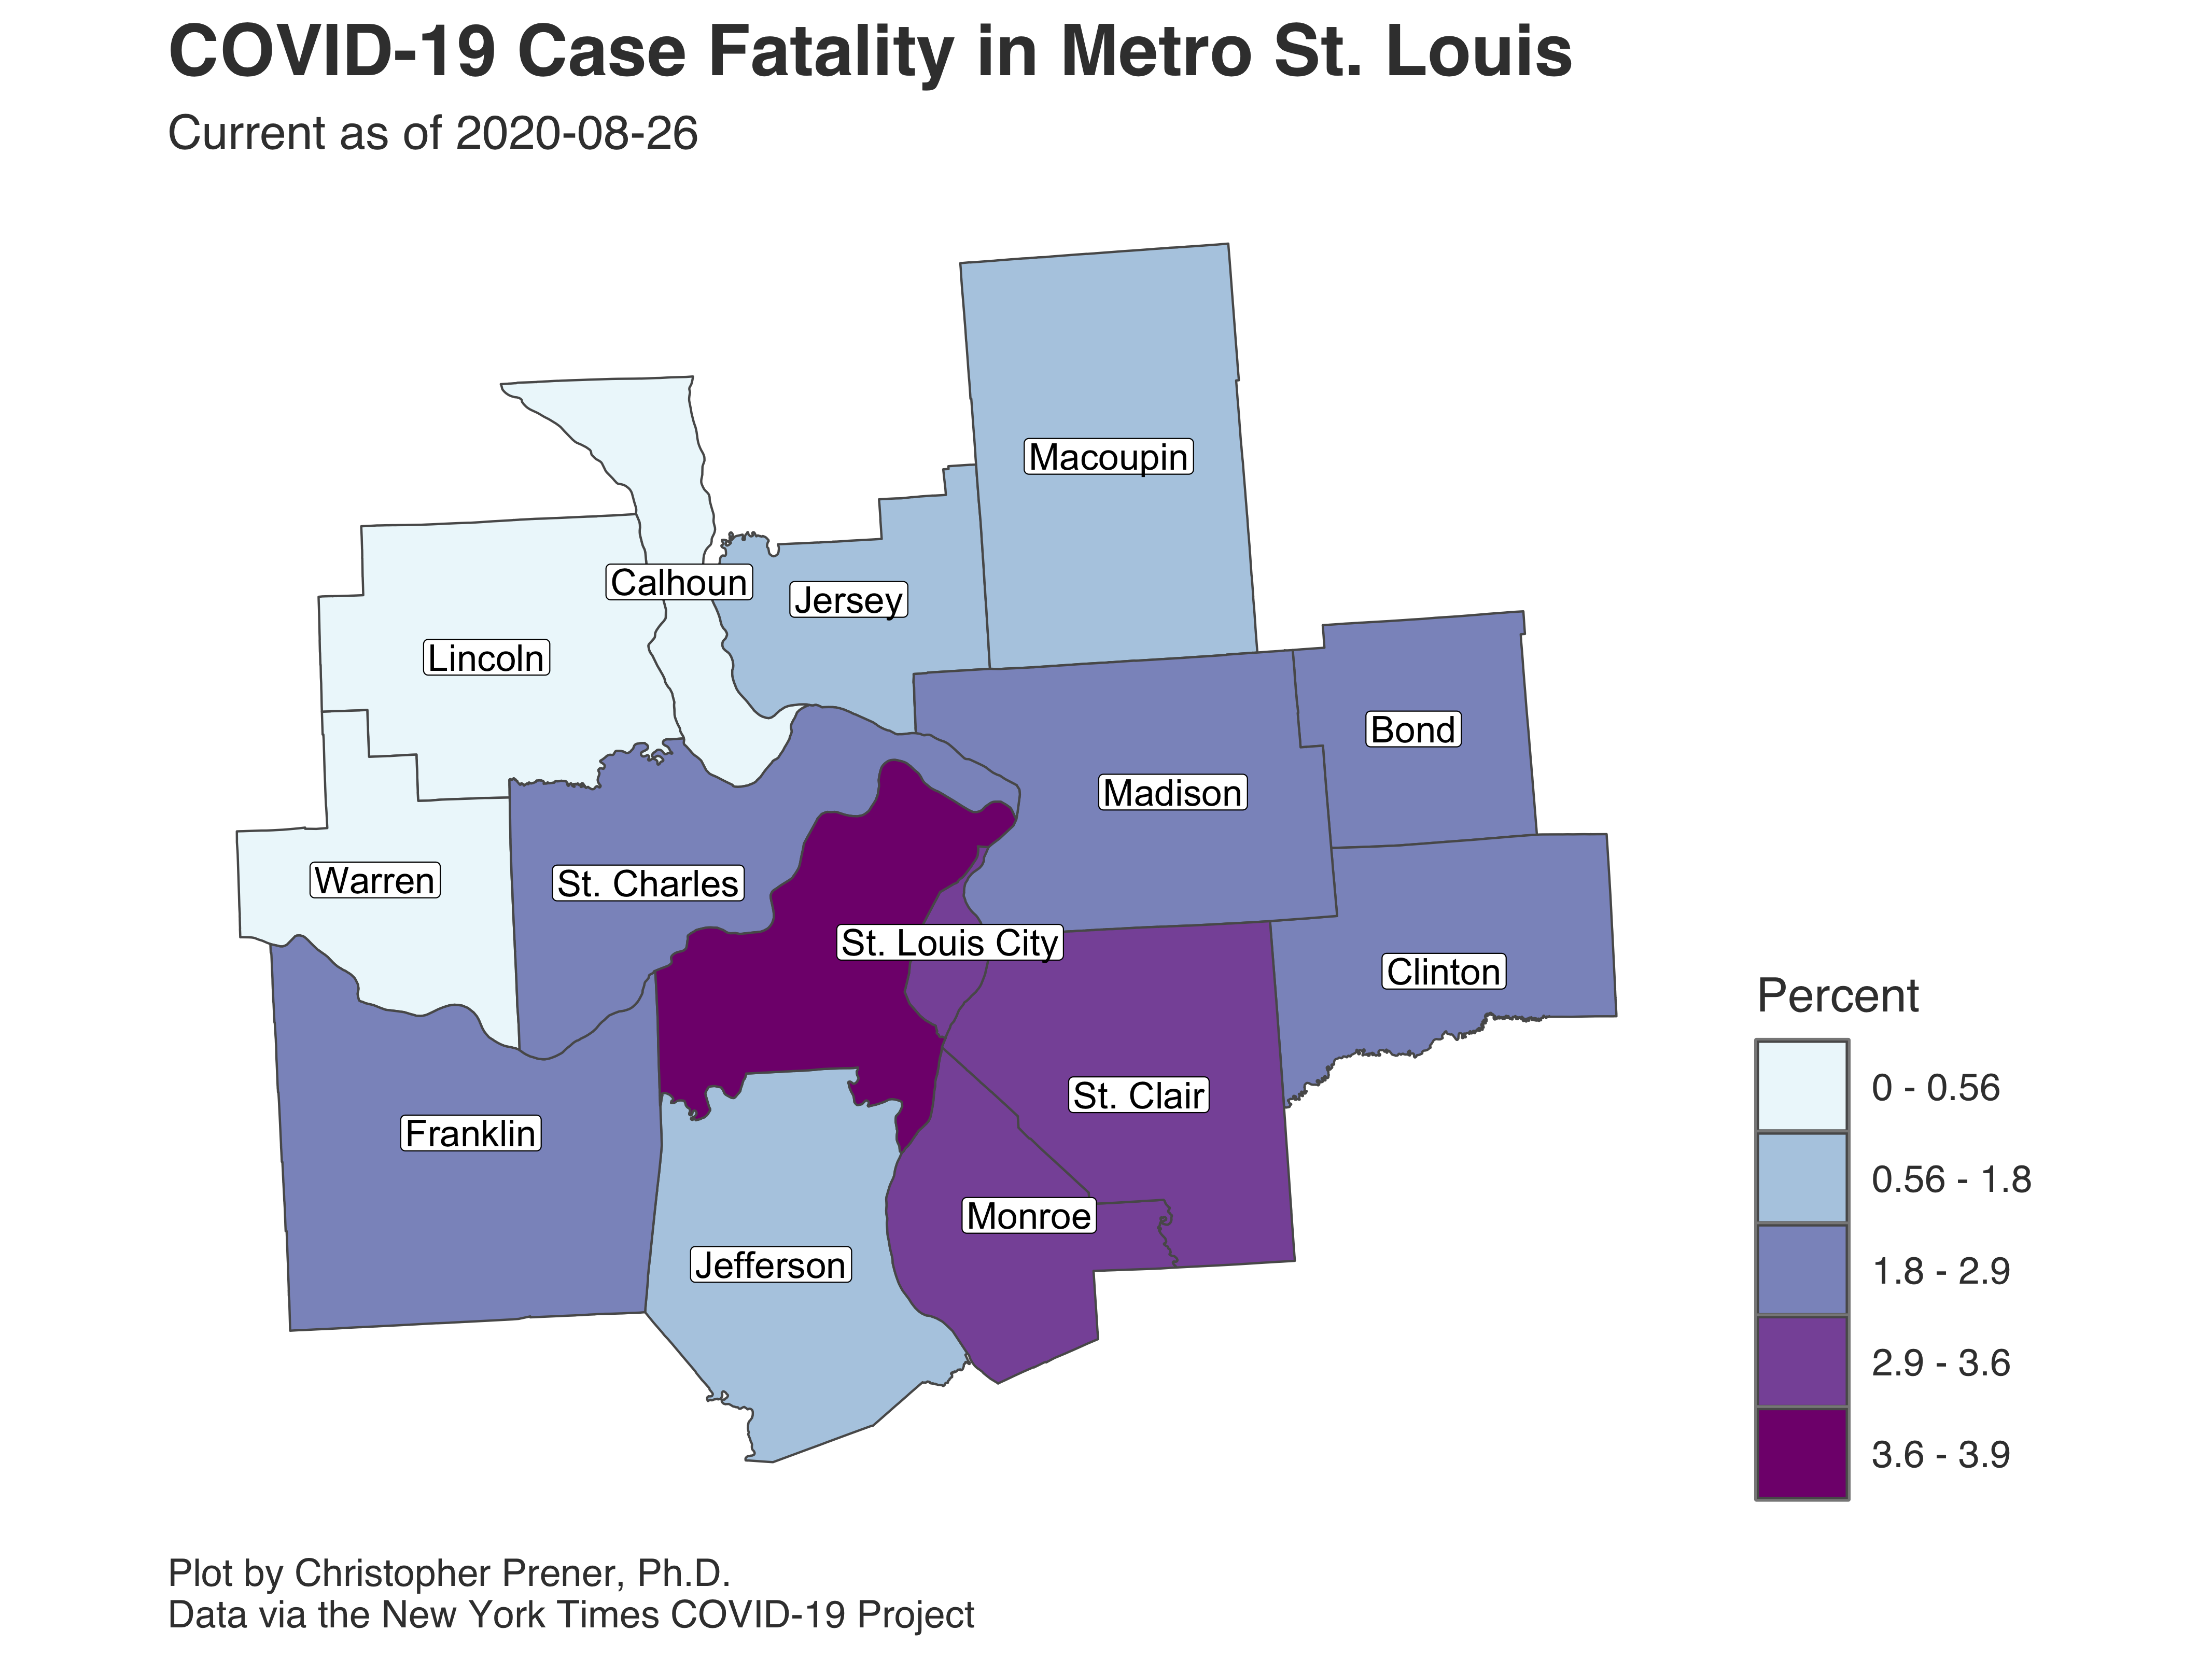 COVID-19 Case Fatality in Metro St. Louis
Current as of 2020-08-26
Macoupin
Calhoun
Jersey
Lincoln
Bond
Madison
Warren
St. Charles
St. Louis City
Clinton
St. Clair
Franklin
Monroe
Jefferson
Percent
0 - 0.56
0.56 - 1.8
1.8 - 2.9
2.9 - 3.6
3.6 - 3.9
Plot by Christopher Prener, Ph.D.
Data via the New York Times COVID-19 Project